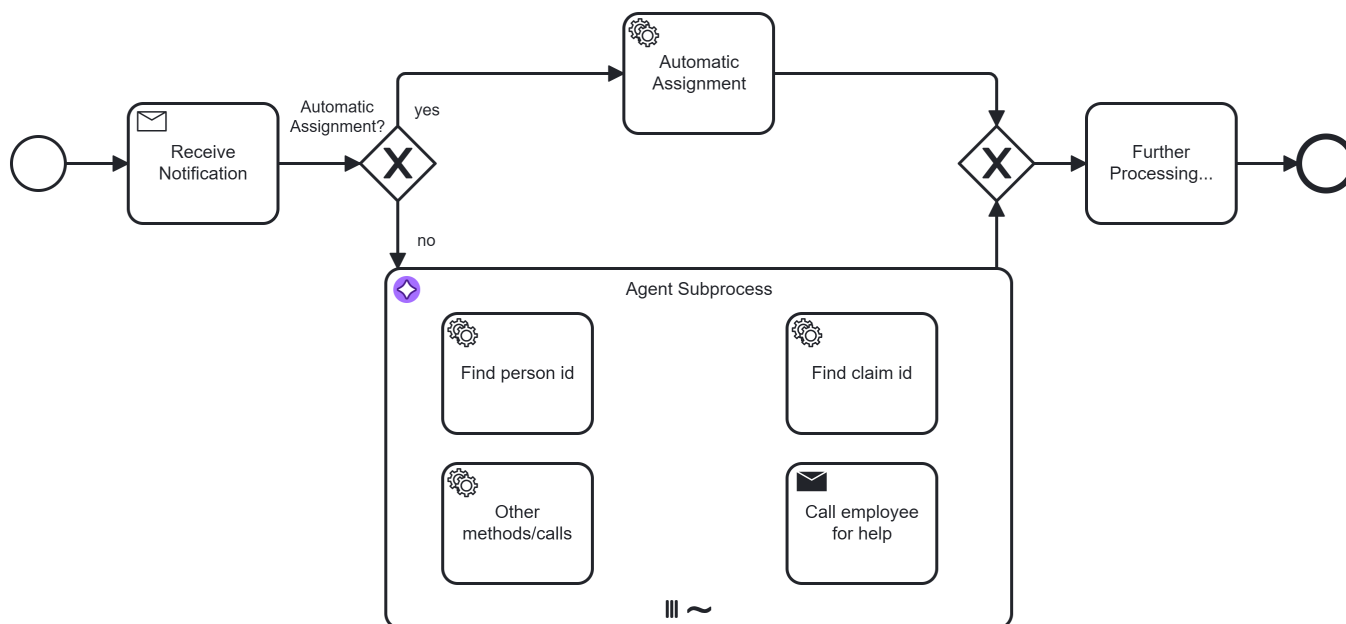 Automatic
Assignment
Automatic
Assignment?
yes
Receive
Notification
Further
Processing...
no
Agent Subprocess
Find person id
Find claim id
Other
methods/calls
Call employee
for help